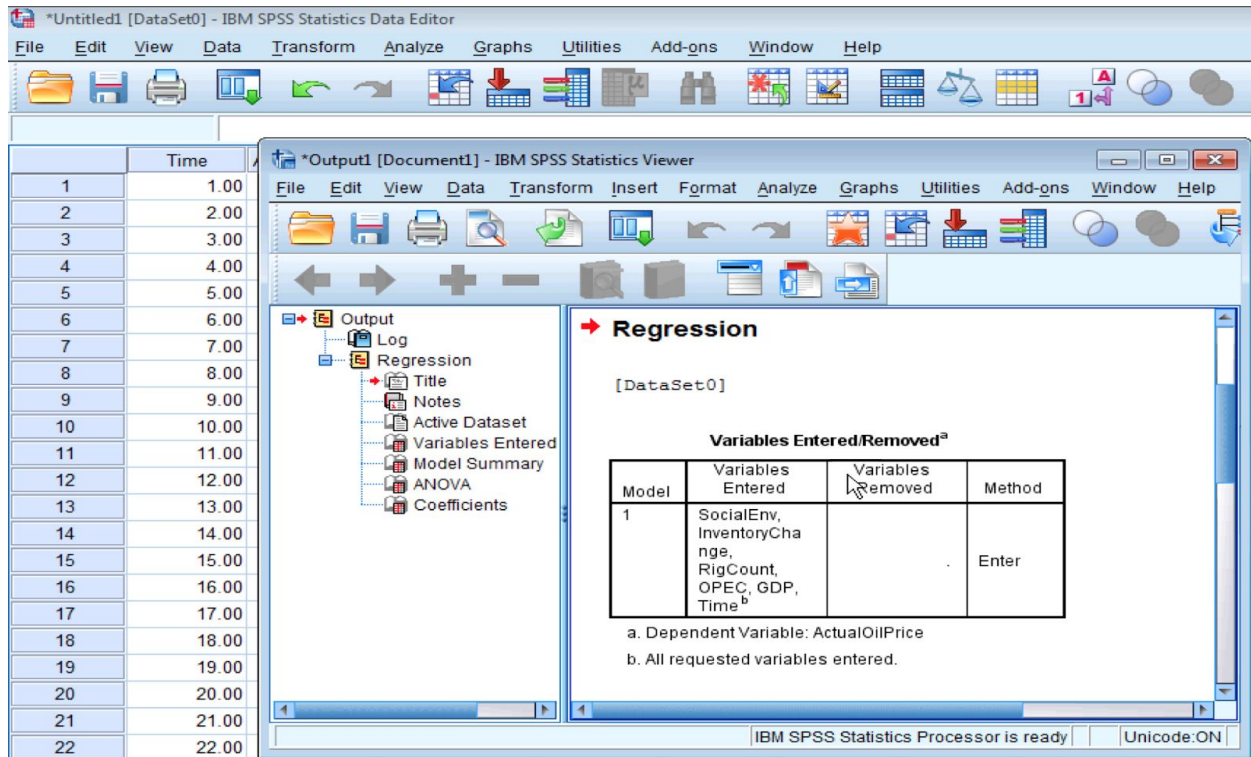 *Untitled1 [DataSet0] - IBM SPSS Statistics Data Editor
File Edit View Data Transform Analyze Graphs Utilities Add-ons Window Help
A
1
Time
1 1.00
2 2.00
3 3.00
4 4.00
5 5.00
6 6.00
7 7.00
8 8.00
9 9.00
10 10.00
11 11.00
12 12.00
13 13.00
14 14.00
15 15.00
16 16.00
17 17.00
18 18.00
19 19.00
20 20.00
21 21.00
22 22.00
*Output1 [Document1] - IBM SPSS Statistics Viewer
File Edit View Data Transform Insert Format Analyze Graphs Utilities Add-ons Window Help
Output
Log
Regression
Title
Notes
Active Dataset
Variables Entered
Model Summary
ANOVA
Coefficients
Regression
[DataSet0]
Variables Entered/Removedᵃ
Model Variables Entered Variables Removed Method
1 SocialEnv,
InventoryCha
nge,
RigCount,
OPEC, GDP,
Timeᵇ
. Enter
a. Dependent Variable: ActualOilPrice
b. All requested variables entered.
IBM SPSS Statistics Processor is ready Unicode:ON